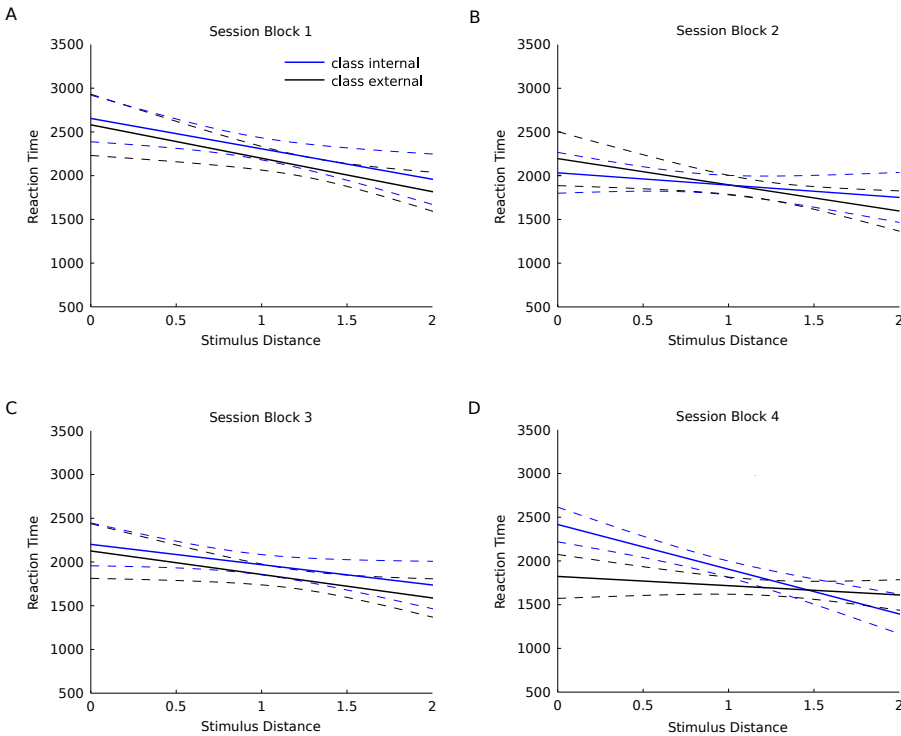 A
Session Block 1
3500
3000
2500
2000
1500
1000
500
Reaction Time
class internal
class external
0 0.5 1 1.5 2
Stimulus Distance
B
Session Block 2
3500
3000
2500
2000
1500
1000
500
Reaction Time
0 0.5 1 1.5 2
Stimulus Distance
C
Session Block 3
3500
3000
2500
2000
1500
1000
500
Reaction Time
0 0.5 1 1.5 2
Stimulus Distance
D
Session Block 4
3500
3000
2500
2000
1500
1000
500
Reaction Time
0 0.5 1 1.5 2
Stimulus Distance